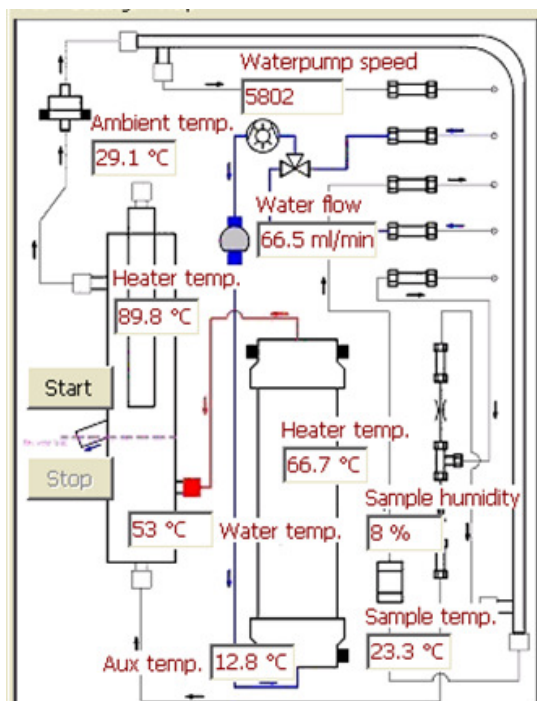 Waterpump speed
5802
Ambient temp.
29.1 °C
Water flow
66.5 ml/min
Heater temp.
89.8 °C
Start
Heater temp.
66.7 °C
Stop
Sample humidity
53 °C Water temp. 8 %
Sample temp.
Aux temp. 12.8 °C 23.3 °C